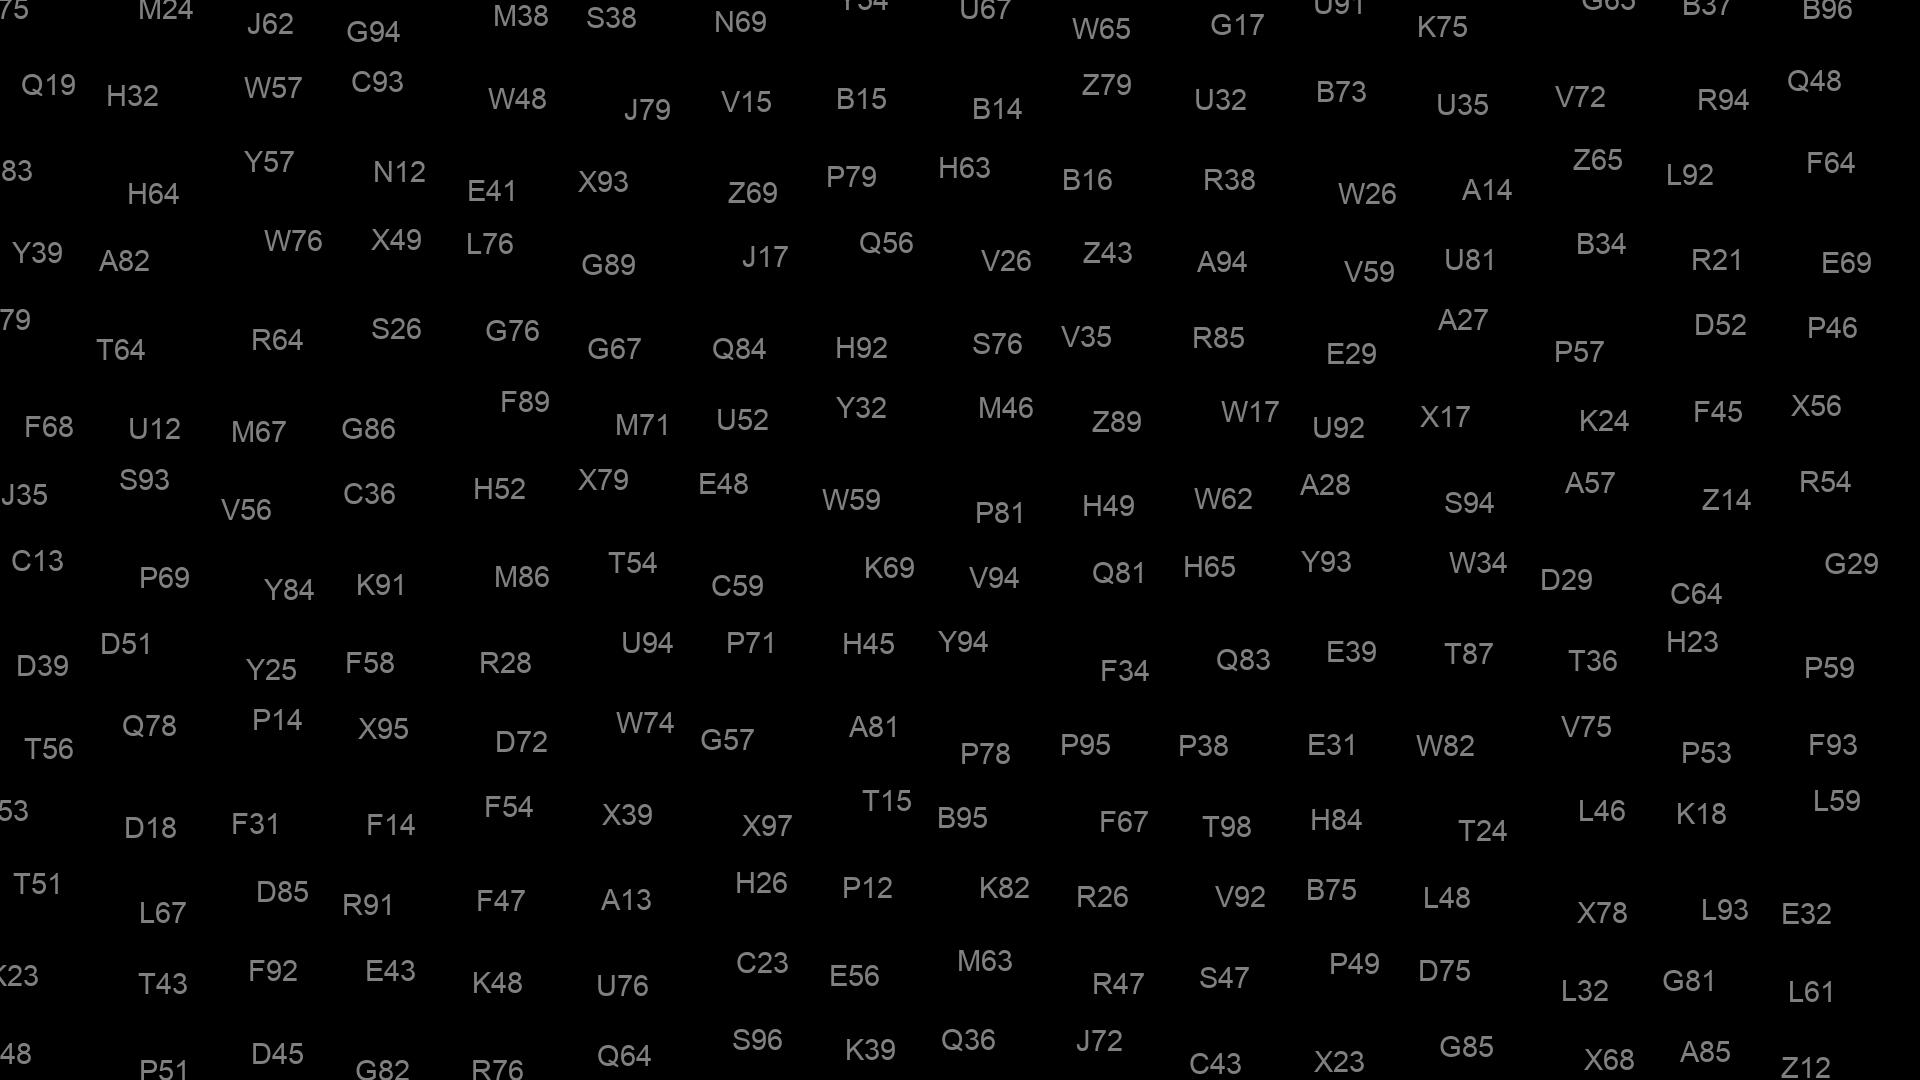 75 M24 J62 G94 M38 S38 N69 Y54 U67 W65 G17 U91 K75 G65 B37 B96
Q19 H32 W57 C93 W48 J79 V15 B15 B14 Z79 U32 B73 U35 V72 R94 Q48
83 H64 Y57 N12 E41 X93 Z69 P79 H63 B16 R38 W26 A14 Z65 L92 F64
Y39 A82 W76 X49 L76 G89 J17 Q56 V26 Z43 A94 V59 U81 B34 R21 E69
79 T64 R64 S26 G76 G67 Q84 H92 S76 V35 R85 E29 A27 P57 D52 P46
F68 U12 M67 G86 F89 M71 U52 Y32 M46 Z89 W17 U92 X17 K24 F45 X56
J35 S93 V56 C36 H52 X79 E48 W59 P81 H49 W62 A28 S94 A57 Z14 R54
C13 P69 Y84 K91 M86 T54 C59 K69 V94 Q81 H65 Y93 W34 D29 C64 G29
D39 D51 Y25 F58 R28 U94 P71 H45 Y94 F34 Q83 E39 T87 T36 H23 P59
T56 Q78 P14 X95 D72 W74 G57 A81 P78 P95 P38 E31 W82 V75 P53 F93
53 D18 F31 F14 F54 X39 X97 T15 B95 F67 T98 H84 T24 L46 K18 L59
T51 L67 D85 R91 F47 A13 H26 P12 K82 R26 V92 B75 L48 X78 L93 E32
K23 T43 F92 E43 K48 U76 C23 E56 M63 R47 S47 P49 D75 L32 G81 L61
48 P51 D45 G82 R76 Q64 S96 K39 Q36 J72 C43 X23 G85 X68 A85 Z12